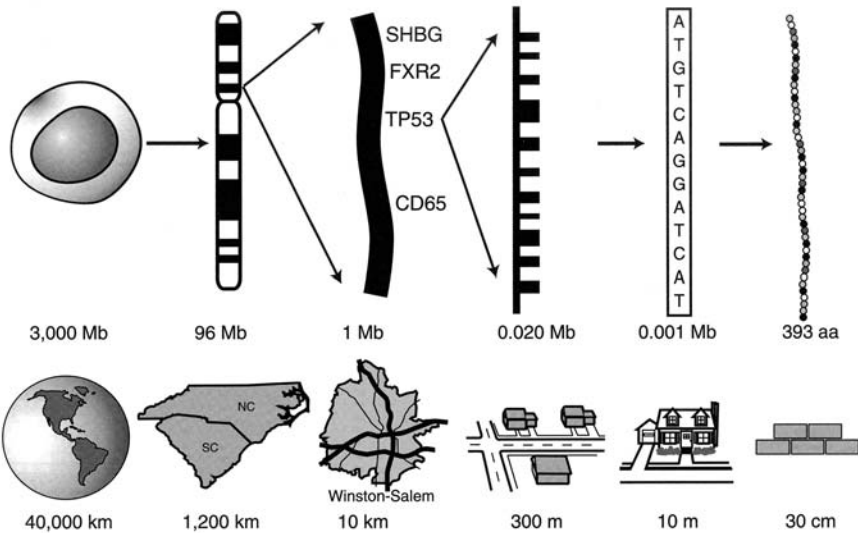 SHBG
FXR2
TP53
CD65
A
T
G
T
C
A
G
G
A
T
C
A
T
3,000 Mb
96 Mb
1 Mb
0.020 Mb
0.001 Mb
393 aa
NC
SC
Winston-Salem
40,000 km
1,200 km
10 km
300 m
10 m
30 cm